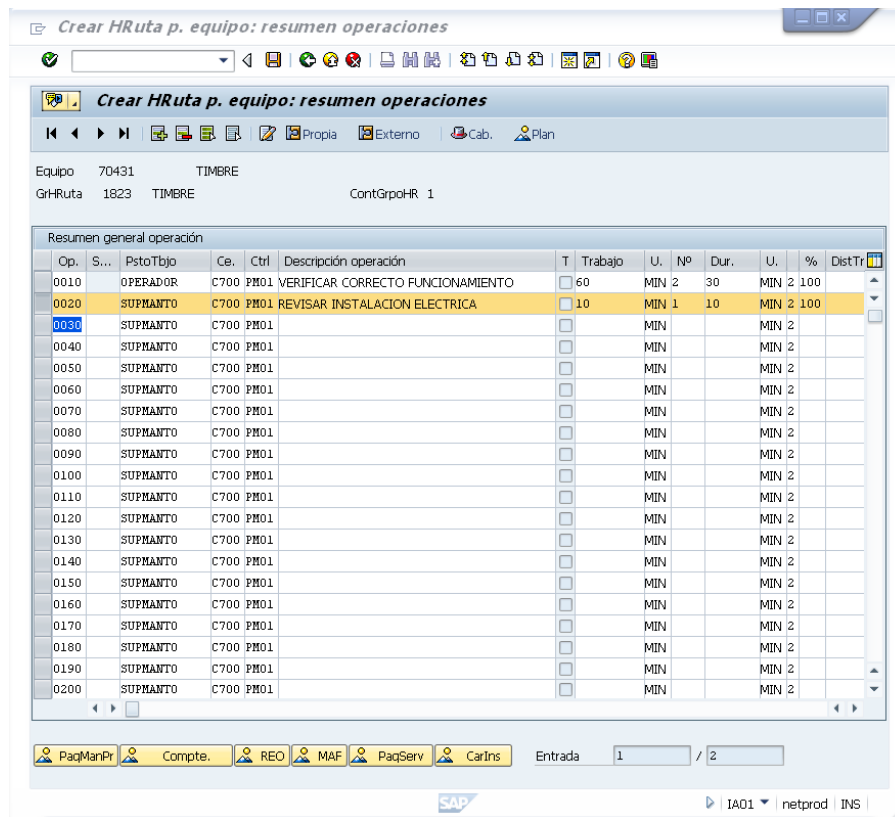 Crear HRuta p. equipo: resumen operaciones
Crear HRuta p. equipo: resumen operaciones
Propia Externo Cab. Plan
Equipo 70431 TIMBRE
GrHRuta 1823 TIMBRE ContGrpoHR 1
Resumen general operación
Op. S... PstoTbjo Ce. Ctrl Descripción operación T Trabajo U. Nº Dur. U. % DistTr
0010 OPERADOR C700 PM01 VERIFICAR CORRECTO FUNCIONAMIENTO 60 MIN 2 30 MIN 2 100
0020 SUPMANTO C700 PM01 REVISAR INSTALACION ELECTRICA 10 MIN 1 10 MIN 2 100
0030 SUPMANTO C700 PM01 MIN MIN 2
0040 SUPMANTO C700 PM01 MIN MIN 2
0050 SUPMANTO C700 PM01 MIN MIN 2
0060 SUPMANTO C700 PM01 MIN MIN 2
0070 SUPMANTO C700 PM01 MIN MIN 2
0080 SUPMANTO C700 PM01 MIN MIN 2
0090 SUPMANTO C700 PM01 MIN MIN 2
0100 SUPMANTO C700 PM01 MIN MIN 2
0110 SUPMANTO C700 PM01 MIN MIN 2
0120 SUPMANTO C700 PM01 MIN MIN 2
0130 SUPMANTO C700 PM01 MIN MIN 2
0140 SUPMANTO C700 PM01 MIN MIN 2
0150 SUPMANTO C700 PM01 MIN MIN 2
0160 SUPMANTO C700 PM01 MIN MIN 2
0170 SUPMANTO C700 PM01 MIN MIN 2
0180 SUPMANTO C700 PM01 MIN MIN 2
0190 SUPMANTO C700 PM01 MIN MIN 2
0200 SUPMANTO C700 PM01 MIN MIN 2
PaqManPr Compte. REO MAF PaqServ CarIns Entrada 1 / 2
SAP IA01 netprod INS